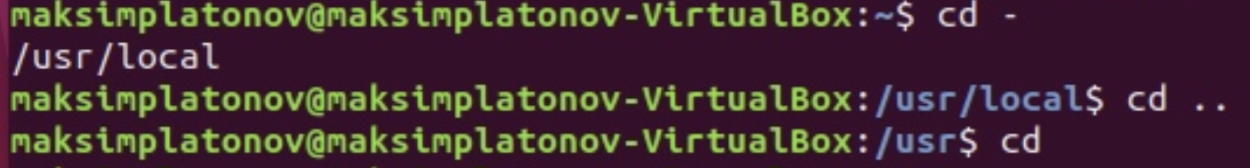 maksimplatonov@maksimplatonov-VirtualBox:~$ cd -
/usr/local
maksimplatonov@maksimplatonov-VirtualBox:/usr/local$ cd ..
maksimplatonov@maksimplatonov-VirtualBox:/usr$ cd